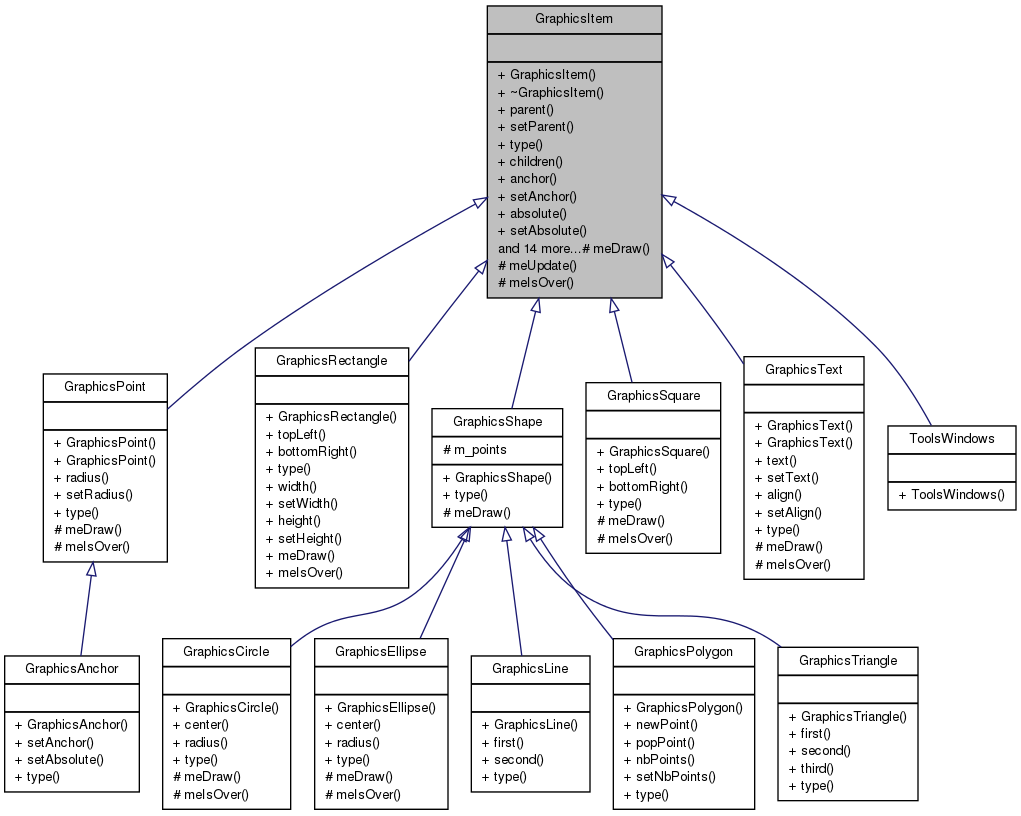 GraphicsItem
+ GraphicsItem()
+ ~GraphicsItem()
+ parent()
+ setParent()
+ type()
+ children()
+ anchor()
+ setAnchor()
+ absolute()
+ setAbsolute()
and 14 more...# meDraw()
# meUpdate()
# meIsOver()
GraphicsPoint
+ GraphicsPoint()
+ GraphicsPoint()
+ radius()
+ setRadius()
+ type()
# meDraw()
# meIsOver()
GraphicsRectangle
+ GraphicsRectangle()
+ topLeft()
+ bottomRight()
+ type()
+ width()
+ setWidth()
+ height()
+ setHeight()
+ meDraw()
+ meIsOver()
GraphicsShape
# m_points
+ GraphicsShape()
+ type()
# meDraw()
GraphicsSquare
+ GraphicsSquare()
+ topLeft()
+ bottomRight()
+ type()
# meDraw()
# meIsOver()
GraphicsText
+ GraphicsText()
+ GraphicsText()
+ text()
+ setText()
+ align()
+ setAlign()
+ type()
# meDraw()
# meIsOver()
ToolsWindows
+ ToolsWindows()
GraphicsAnchor
+ GraphicsAnchor()
+ setAnchor()
+ setAbsolute()
+ type()
GraphicsCircle
+ GraphicsCircle()
+ center()
+ radius()
+ type()
# meDraw()
# meIsOver()
GraphicsEllipse
+ GraphicsEllipse()
+ center()
+ radius()
+ type()
# meDraw()
# meIsOver()
GraphicsLine
+ GraphicsLine()
+ first()
+ second()
+ type()
GraphicsPolygon
+ GraphicsPolygon()
+ newPoint()
+ popPoint()
+ nbPoints()
+ setNbPoints()
+ type()
GraphicsTriangle
+ GraphicsTriangle()
+ first()
+ second()
+ third()
+ type()